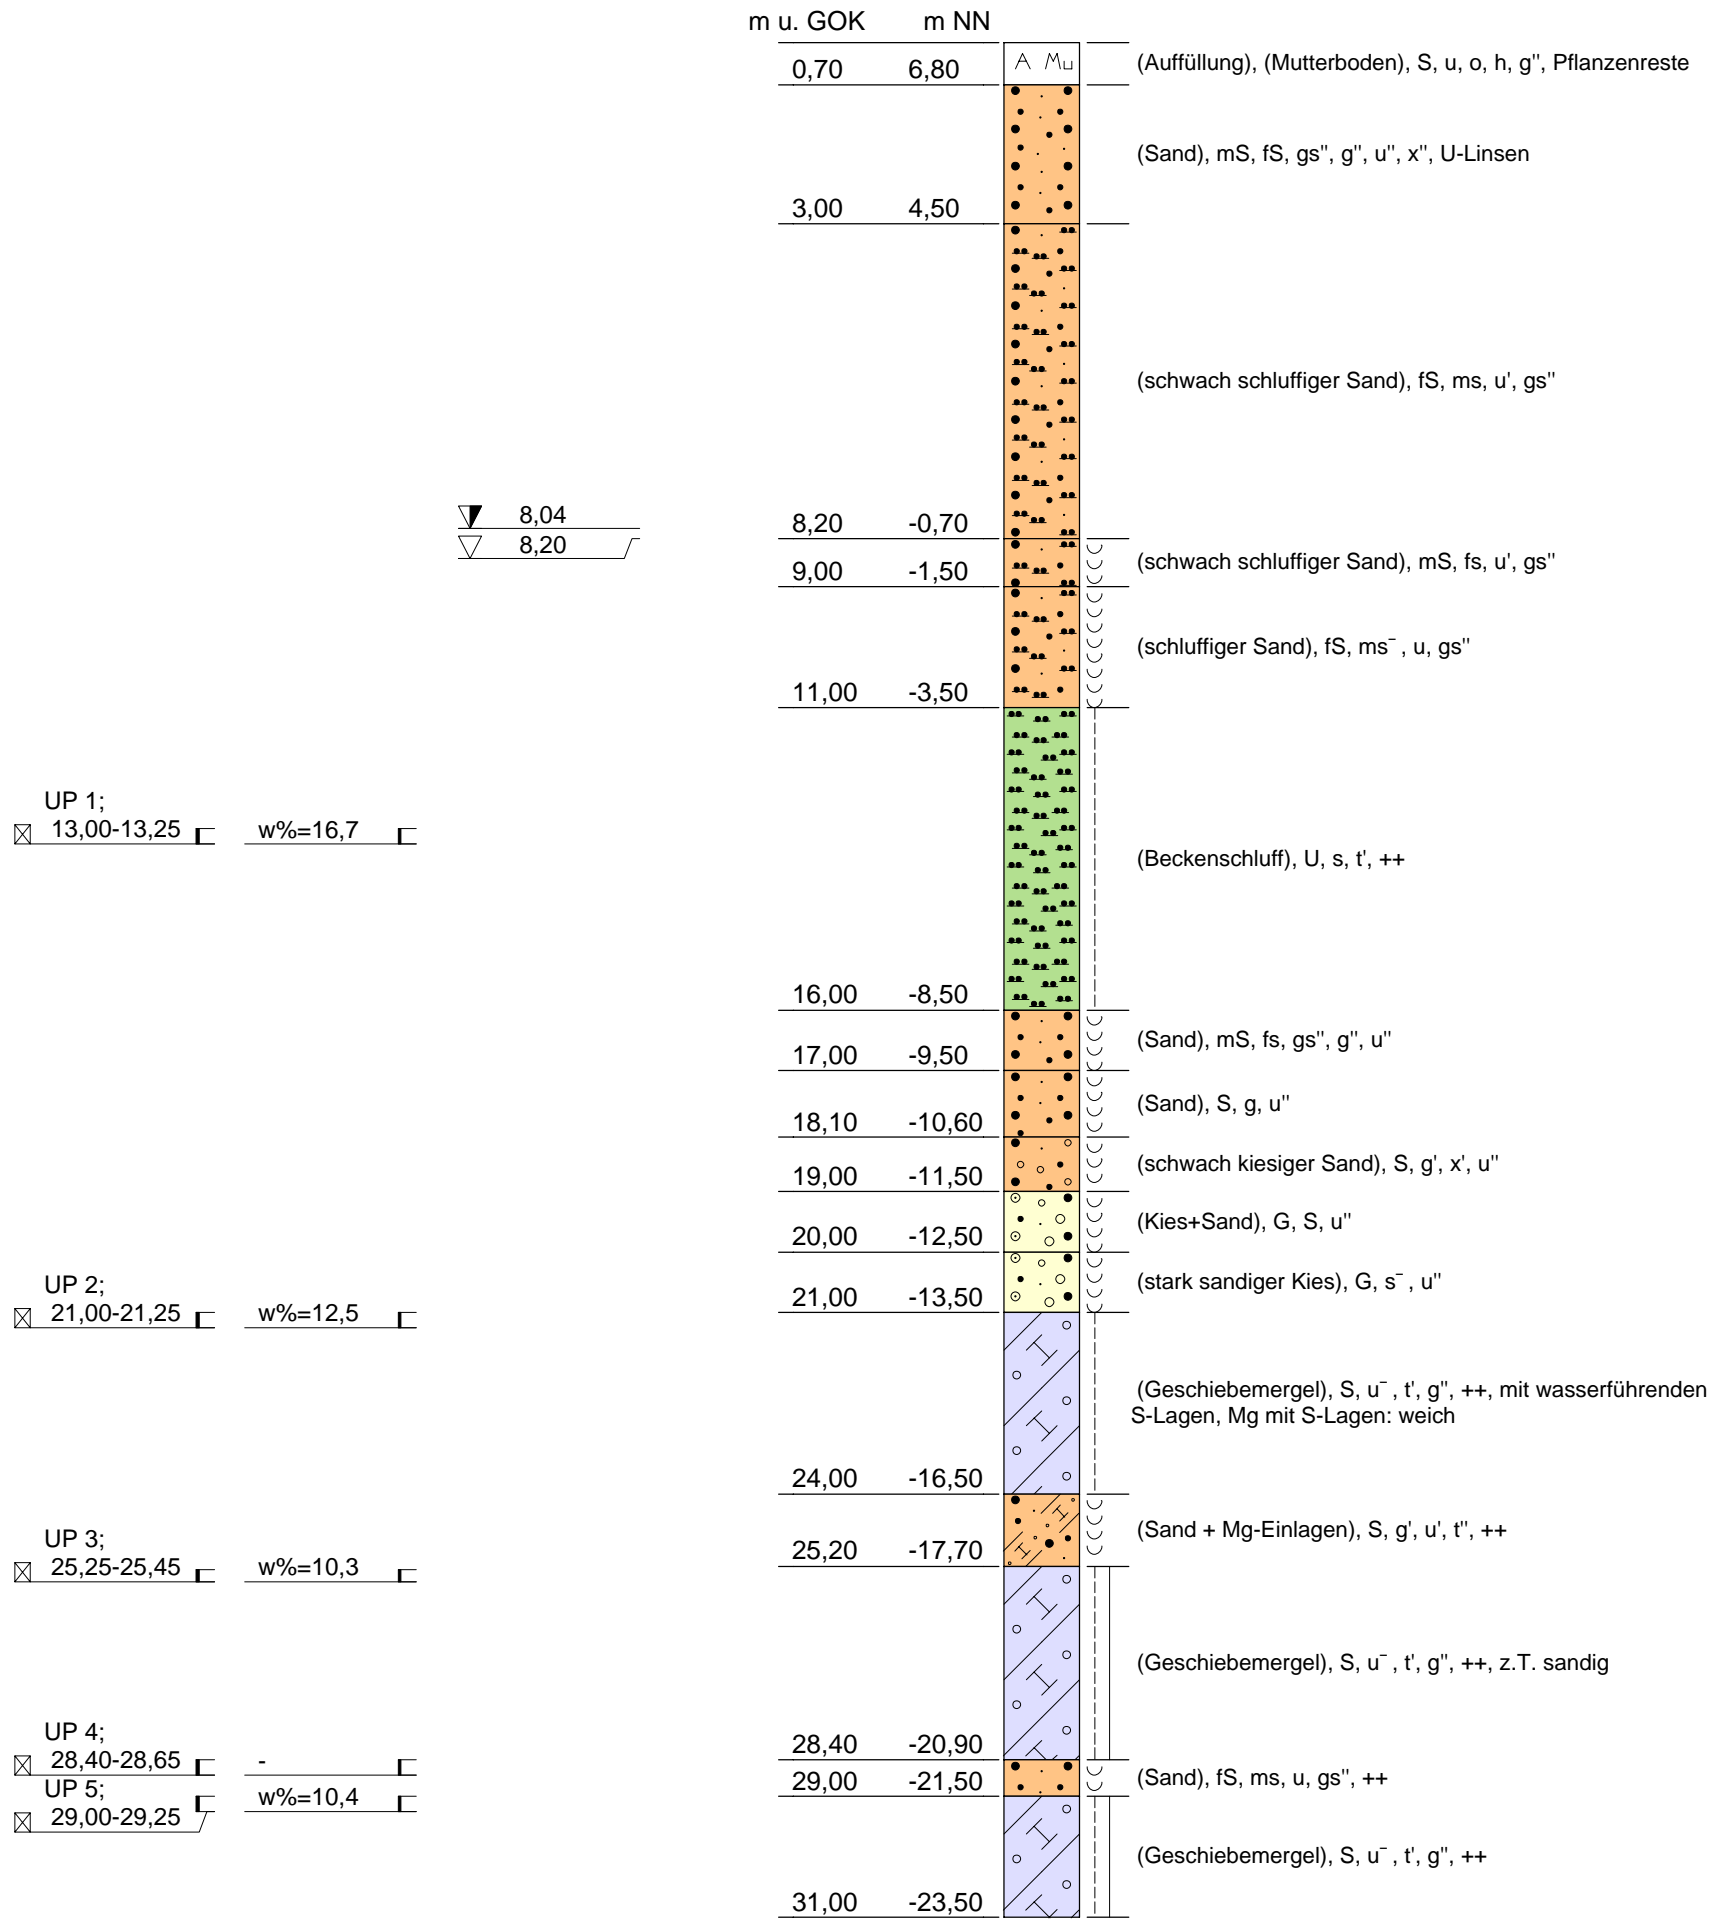 m u. GOK m NN
A Mu
0,70 6,80 (Auffüllung), (Mutterboden), S, u, o, h, g'', Pflanzenreste
(Sand), mS, fS, gs'', g'', u'', x'', U-Linsen
3,00 4,50
(schwach schluffiger Sand), fS, ms, u', gs''
8,04
8,20
8,20 -0,70
(schwach schluffiger Sand), mS, fs, u', gs''
9,00 -1,50
(schluffiger Sand), fS, ms¯, u, gs''
11,00 -3,50
UP 1;
13,00-13,25 w%=16,7
(Beckenschluff), U, s, t', ++
16,00 -8,50
(Sand), mS, fs, gs'', g'', u''
17,00 -9,50
(Sand), S, g, u''
18,10 -10,60
(schwach kiesiger Sand), S, g', x', u''
19,00 -11,50
(Kies+Sand), G, S, u''
20,00 -12,50
(stark sandiger Kies), G, s¯, u''
21,00 -13,50
UP 2;
21,00-21,25 w%=12,5
(Geschiebemergel), S, u¯, t', g'', ++, mit wasserführenden
S-Lagen, Mg mit S-Lagen: weich
24,00 -16,50
(Sand + Mg-Einlagen), S, g', u', t'', ++
25,20 -17,70
UP 3;
25,25-25,45 w%=10,3
(Geschiebemergel), S, u¯, t', g'', ++, z.T. sandig
28,40 -20,90
UP 4;
28,40-28,65 -
(Sand), fS, ms, u, gs'', ++
29,00 -21,50
UP 5;
29,00-29,25 w%=10,4
(Geschiebemergel), S, u¯, t', g'', ++
31,00 -23,50